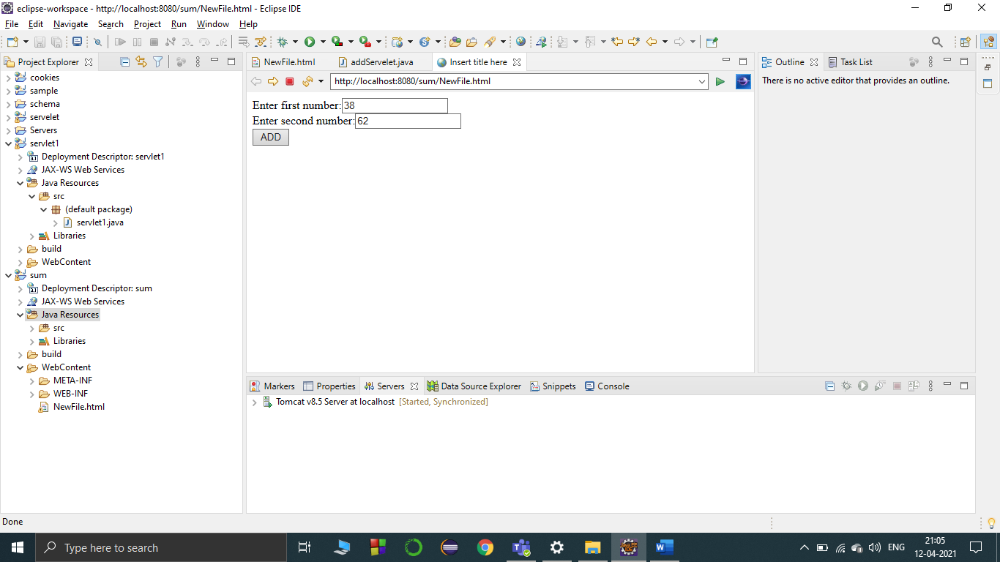 eclipse-workspace - http://localhost:8080/sum/NewFile.html - Eclipse IDE
File Edit Navigate Search Project Run Window Help
Project Explorer
cookies
sample
schema
servelet
Servers
servlet1
Deployment Descriptor: servlet1
JAX-WS Web Services
Java Resources
src
(default package)
servlet1.java
Libraries
build
WebContent
sum
Deployment Descriptor: sum
JAX-WS Web Services
Java Resources
src
Libraries
build
WebContent
META-INF
WEB-INF
NewFile.html
NewFile.html addServelet.java Insert title here
http://localhost:8080/sum/NewFile.html
Enter first number: 38
Enter second number: 62
ADD
Outline Task List
There is no active editor that provides an outline.
Markers Properties Servers Data Source Explorer Snippets Console
Tomcat v8.5 Server at localhost [Started, Synchronized]
Done
Type here to search
ENG
21:05
12-04-2021